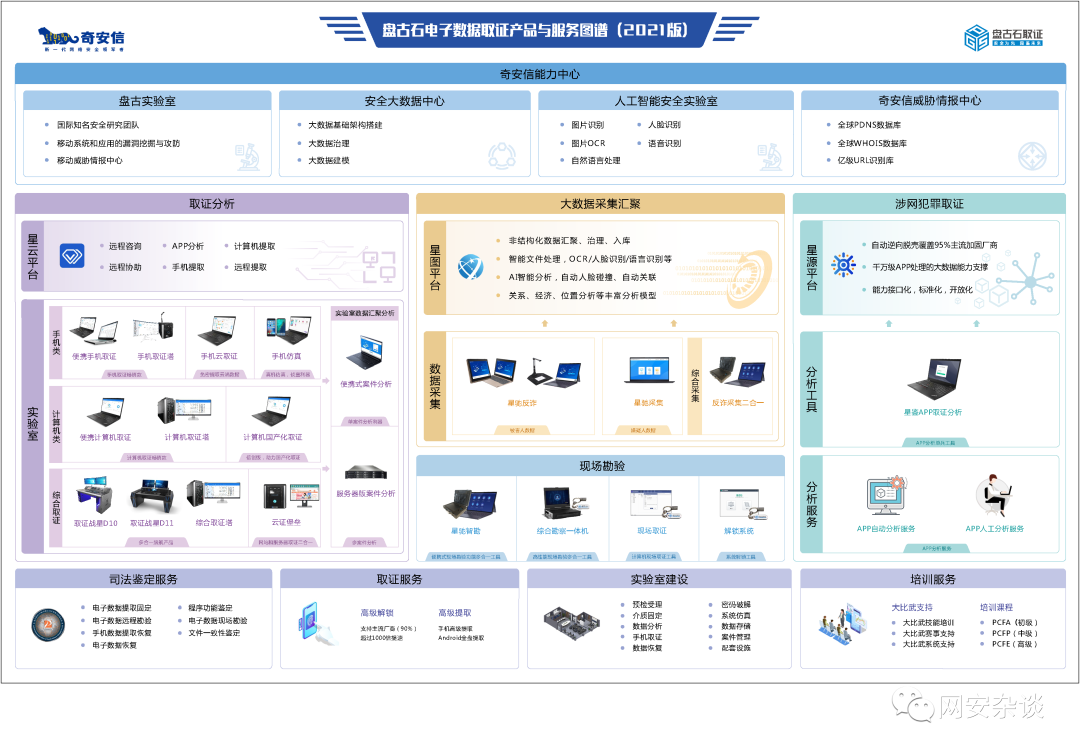 奇安信
新一代网络安全领军者
盘古石电子数据取证产品与服务图谱（2021版）
盘古石取证
奇安信能力中心
盘古实验室
国际知名安全研究团队
移动系统和应用的漏洞挖掘与攻防
移动威胁情报中心
安全大数据中心
大数据基础架构搭建
大数据治理
大数据建模
人工智能安全实验室
图片识别
人脸识别
图片OCR
语音识别
自然语言处理
奇安信威胁情报中心
全球PDNS数据库
全球WHOIS数据库
亿级URL识别库
取证分析
星云平台
远程咨询
APP分析
计算机提取
远程协助
手机提取
远程提取
实验室
手机类
便携手机取证
手机取证塔
手机云取证
手机仿真
计算机类
便携计算机取证
计算机取证塔
计算机国产化取证
综合取证
取证战星D10
取证战星D11
综合取证塔
云证堡垒
多合一旗舰产品
实验室数据汇聚分析
便携式案件分析
服务器版案件分析
多案件分析
大数据采集汇聚
星图平台
非结构化数据汇聚、治理、入库
智能文件处理，OCR/人脸识别/语言识别等
AI智能分析，自动人脸碰撞、自动关联
关系、经济、位置分析等丰富分析模型
数据采集
星能反诈
星能采集
综合采集
反诈采集二合一
现场勘验
星能智勘
综合勘察一体机
现场取证
解锁系统
涉网犯罪取证
星源平台
自动逆向脱壳覆盖95%主流加固厂商
千万级APP处理的大数据能力支撑
能力接口化，标准化，开放化
分析工具
星盗APP取证分析
分析服务
APP自动分析服务
APP人工分析服务
APP分析服务
司法鉴定服务
电子数据提取固定
程序功能鉴定
电子数据远程勘验
电子数据现场勘验
手机数据提取恢复
文件一致性鉴定
电子数据恢复
取证服务
高级解锁
支持主流厂商（90%）
超过1000例能法
高级提取
手机高级提取
Android全盘提取
实验室建设
预检受理
密码破解
介质固定
系统仿真
数据分析
数据存储
手机取证
案件管理
数据恢复
配套设施
培训服务
大比武支持
大比武技能培训
大比武赛事支持
大比武系统支持
培训课程
PCFA（初级）
PCFP（中级）
PCFE（高级）
网安杂谈